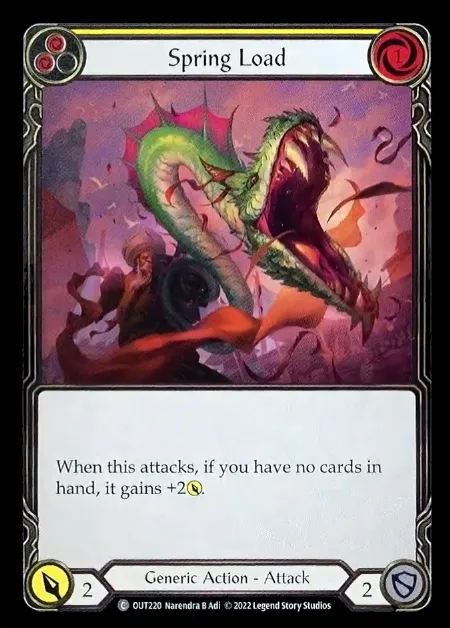 Spring Load
1
When this attacks, if you have no cards in
hand, it gains +2.
2
Generic Action - Attack
2
C OUT220 Narendra B Adi © 2022 Legend Story Studios